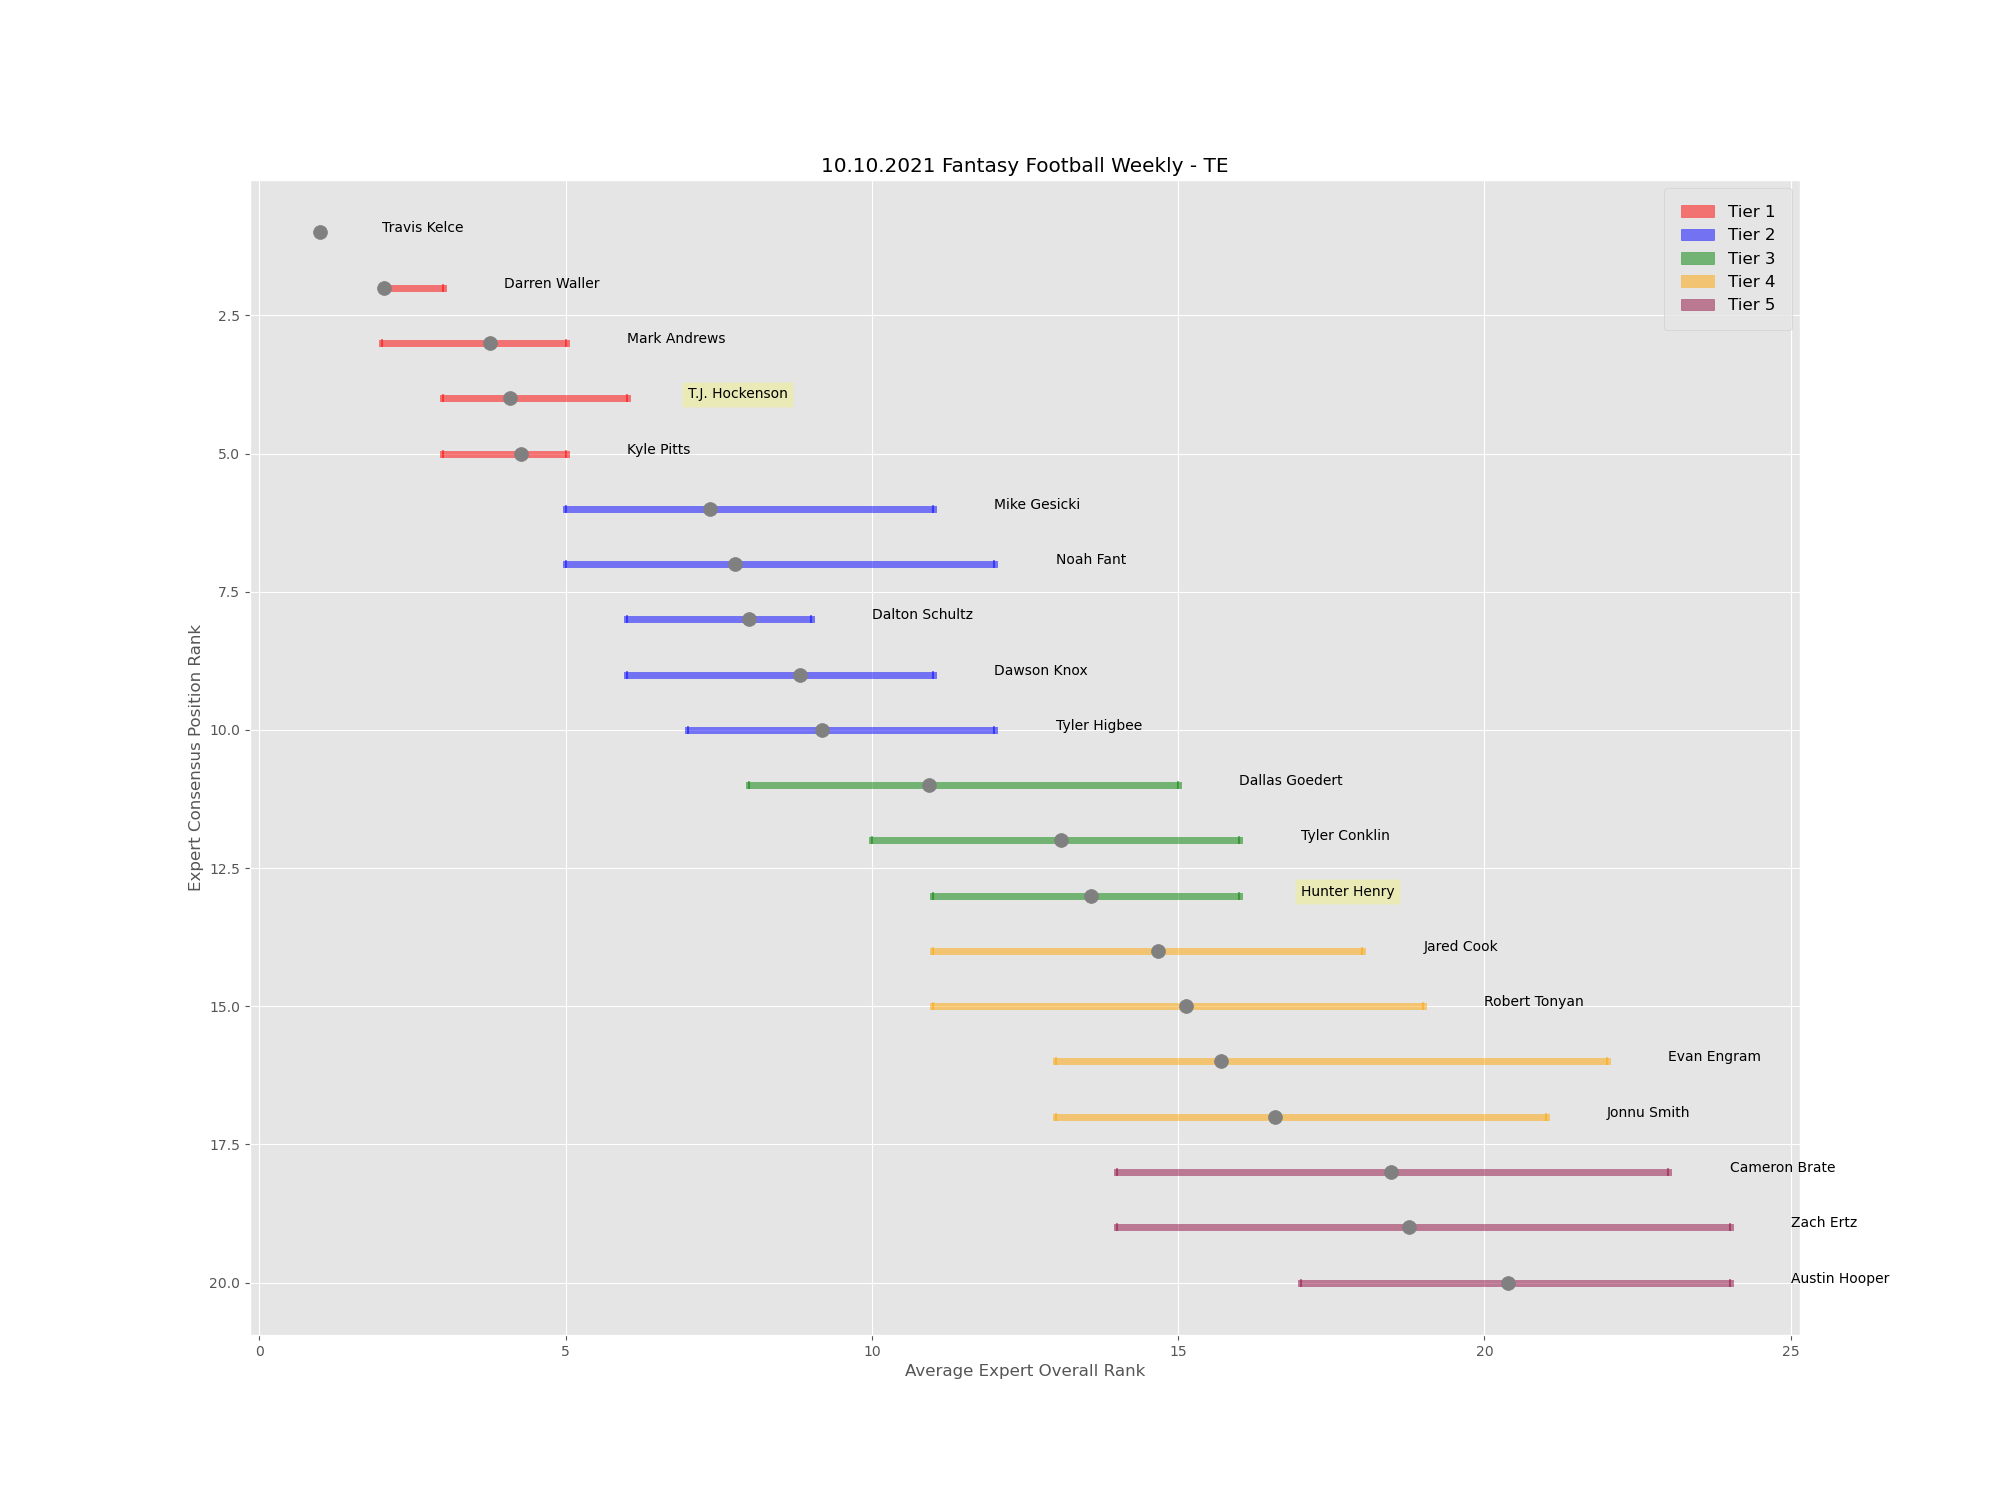 10.10.2021 Fantasy Football Weekly - TE
Tier 1
Tier 2
Tier 3
Tier 4
Tier 5
Travis Kelce
Darren Waller
2.5
Mark Andrews
T.J. Hockenson
Kyle Pitts
5.0
Mike Gesicki
Noah Fant
7.5
Dalton Schultz
Dawson Knox
Tyler Higbee
10.0
Dallas Goedert
Tyler Conklin
12.5
Hunter Henry
Jared Cook
Robert Tonyan
15.0
Evan Engram
Jonnu Smith
17.5
Cameron Brate
Zach Ertz
Austin Hooper
20.0
Expert Consensus Position Rank
0 5 10 15 20 25
Average Expert Overall Rank